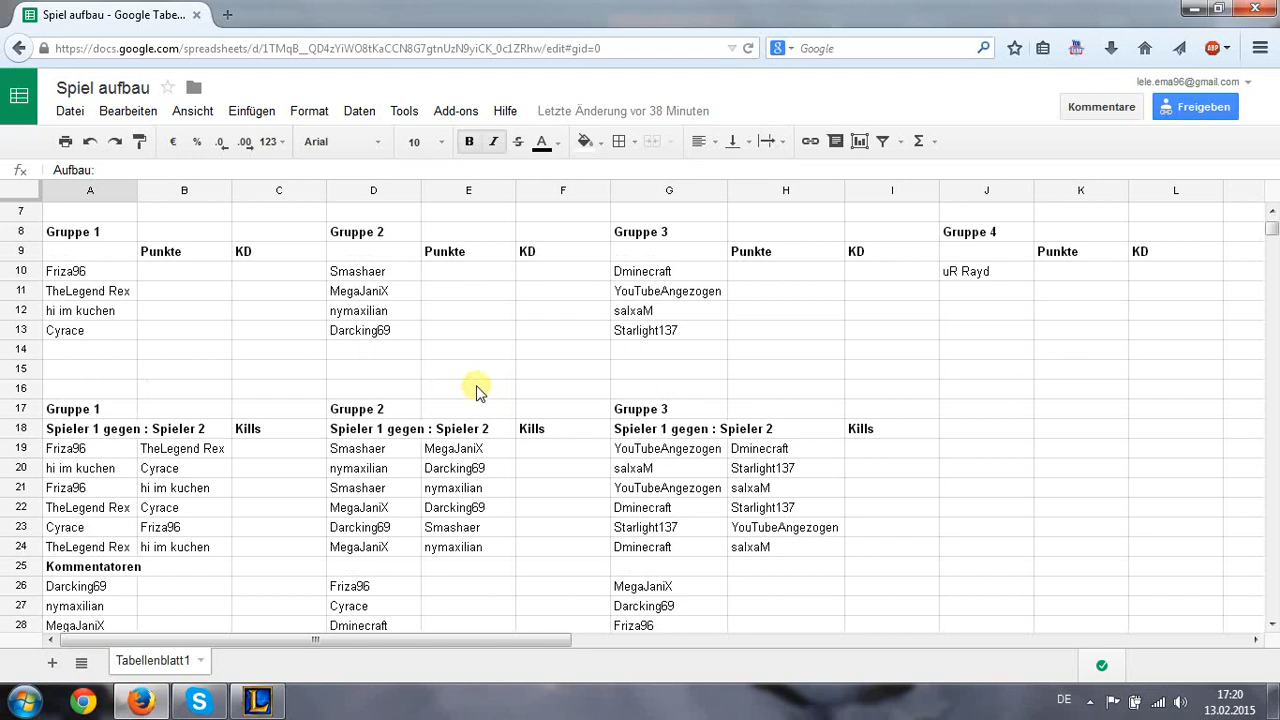 Spiel aufbau - Google Tabe...
https://docs.google.com/spreadsheets/d/1TMqB__QD4zYiWO8tKaCCN8G7gtnUzN9yiCK_0c1ZRhw/edit#gid=0
Google
Spiel aufbau
lele.ema96@gmail.com
Datei Bearbeiten Ansicht Einfügen Format Daten Tools Add-ons Hilfe Letzte Änderung vor 38 Minuten
Kommentare Freigeben
€ % .0 .00 123 Arial 10 B I S A Σ
fx Aufbau:
A B C D E F G H I J K L
7
8 Gruppe 1 Gruppe 2 Gruppe 3 Gruppe 4
9 Punkte KD Punkte KD Punkte KD Punkte KD
10 Friza96 Smashaer Dminecraft uR Rayd
11 TheLegend Rex MegaJaniX YouTubeAngezogen
12 hi im kuchen nymaxilian salxaM
13 Cyrace Darcking69 Starlight137
14
15
16
17 Gruppe 1 Gruppe 2 Gruppe 3
18 Spieler 1 gegen : Spieler 2 Kills Spieler 1 gegen : Spieler 2 Kills Spieler 1 gegen : Spieler 2 Kills
19 Friza96 TheLegend Rex Smashaer MegaJaniX YouTubeAngezogen Dminecraft
20 hi im kuchen Cyrace nymaxilian Darcking69 salxaM Starlight137
21 Friza96 hi im kuchen Smashaer nymaxilian YouTubeAngezogen salxaM
22 TheLegend Rex Cyrace MegaJaniX Darcking69 Dminecraft Starlight137
23 Cyrace Friza96 Darcking69 Smashaer Starlight137 YouTubeAngezogen
24 TheLegend Rex hi im kuchen MegaJaniX nymaxilian Dminecraft salxaM
25 Kommentatoren
26 Darcking69 Friza96 MegaJaniX
27 nymaxilian Cyrace Darcking69
28 MegaJaniX Dminecraft Friza96
Tabellenblatt1
DE 17:20
13.02.2015